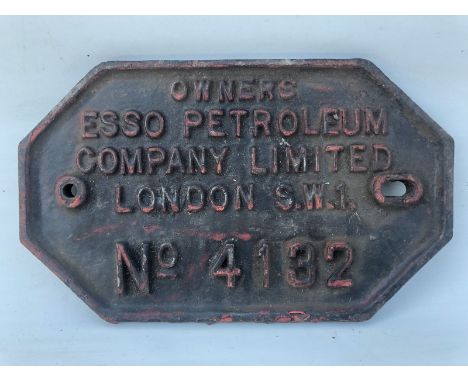 OWNERS
ESSO PETROLEUM
COMPANY LIMITED
LONDON S.W.1.
No 4132